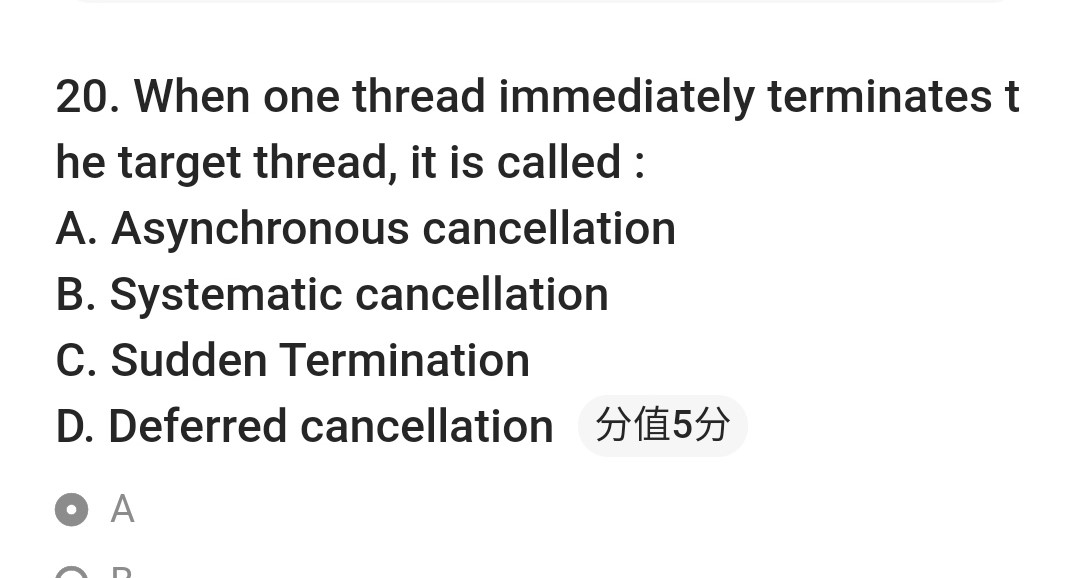 20. When one thread immediately terminates t
he target thread, it is called :
A. Asynchronous cancellation
B. Systematic cancellation
C. Sudden Termination
D. Deferred cancellation 分值5分
A
B